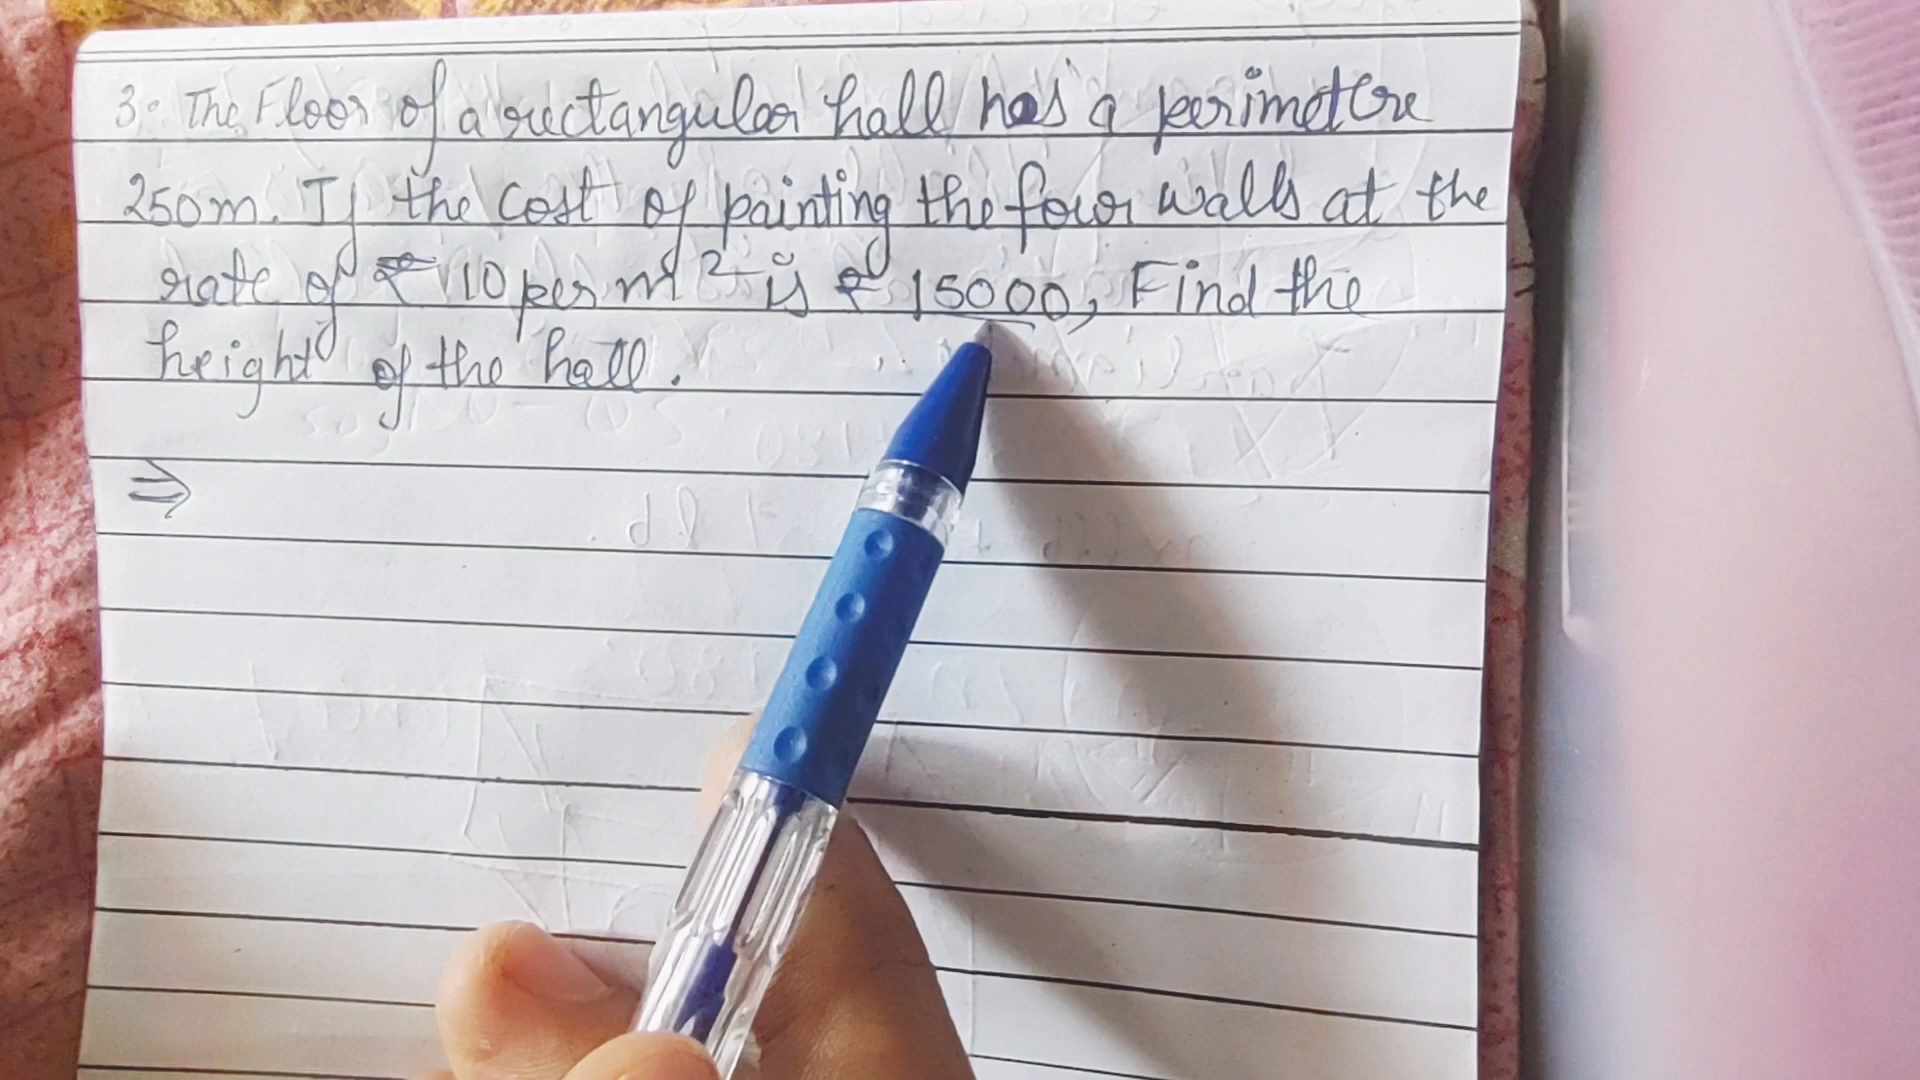 3. The Floor of a rectangular hall has a perimetre
250m. If the cost of painting the four walls at the
rate of ₹ 10 per m² is ₹ 15000, Find the
height of the hall.
⇒